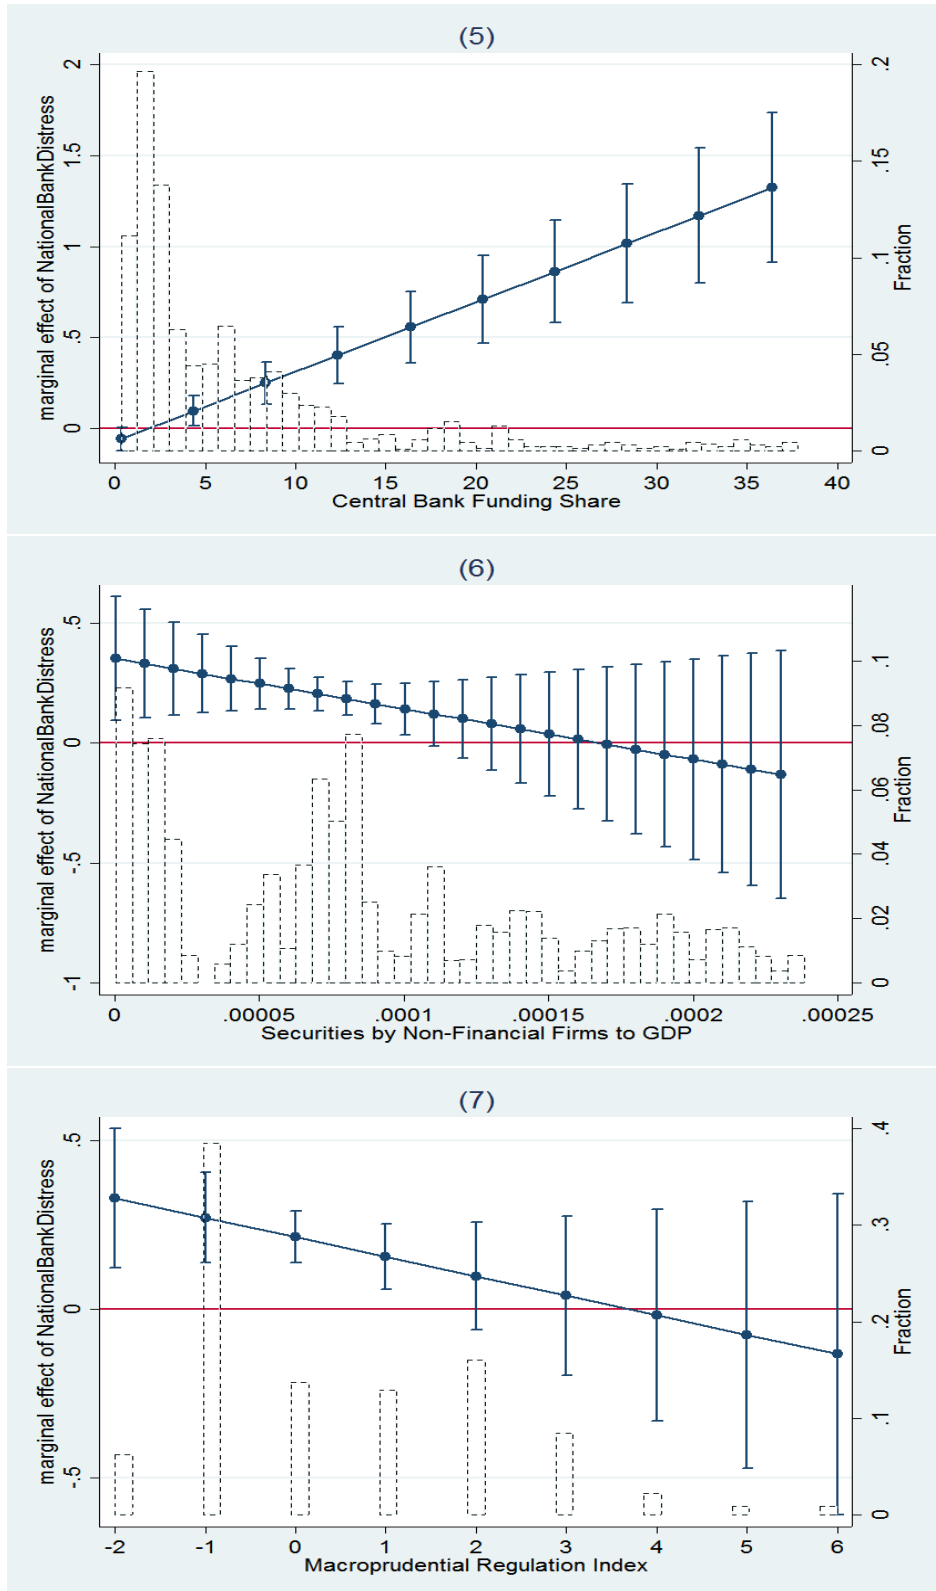 (5)
marginal effect of NationalBankDistress
2
1.5
1
.5
0
.2
.15
.1
.05
0
Fraction
0 5 10 15 20 25 30 35 40
Central Bank Funding Share
(6)
marginal effect of NationalBankDistress
.5
0
-.5
-1
.1
.08
.06
.04
.02
0
Fraction
0 .00005 .0001 .00015 .0002 .00025
Securities by Non-Financial Firms to GDP
(7)
marginal effect of NationalBankDistress
.5
0
-.5
.4
.3
.2
.1
0
Fraction
-2 -1 0 1 2 3 4 5 6
Macroprudential Regulation Index